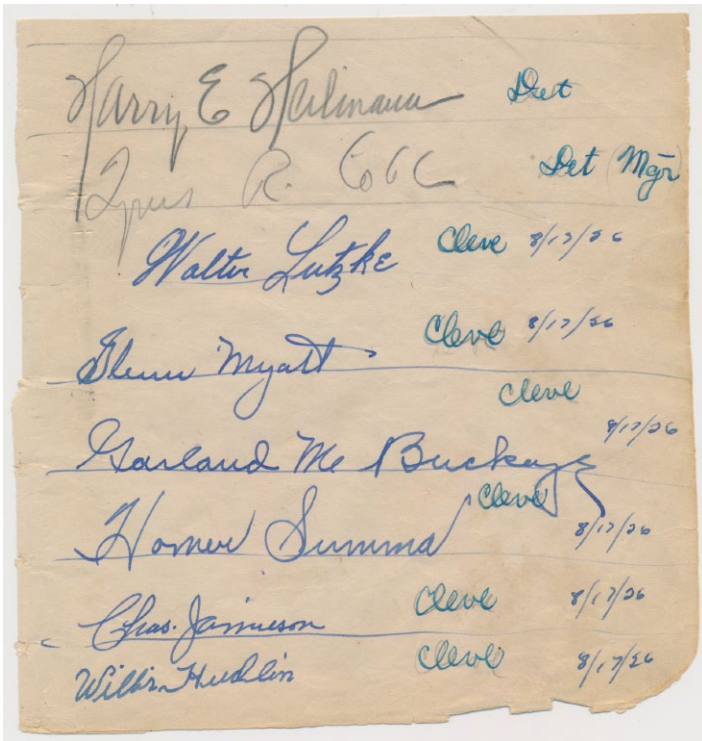 Harry E Heilmann Det
Tyrus R. Cobb Det (Mgr)
Walter Lutzke Cleve 8/17/26
Glenn Myatt Cleve 8/17/26
Cleve
Garland Mc Buckeye 8/17/26
Cleve
Homer Summa 8/17/26
Chas. Jamieson Cleve 8/17/26
Willis Hudlin Cleve 8/17/26